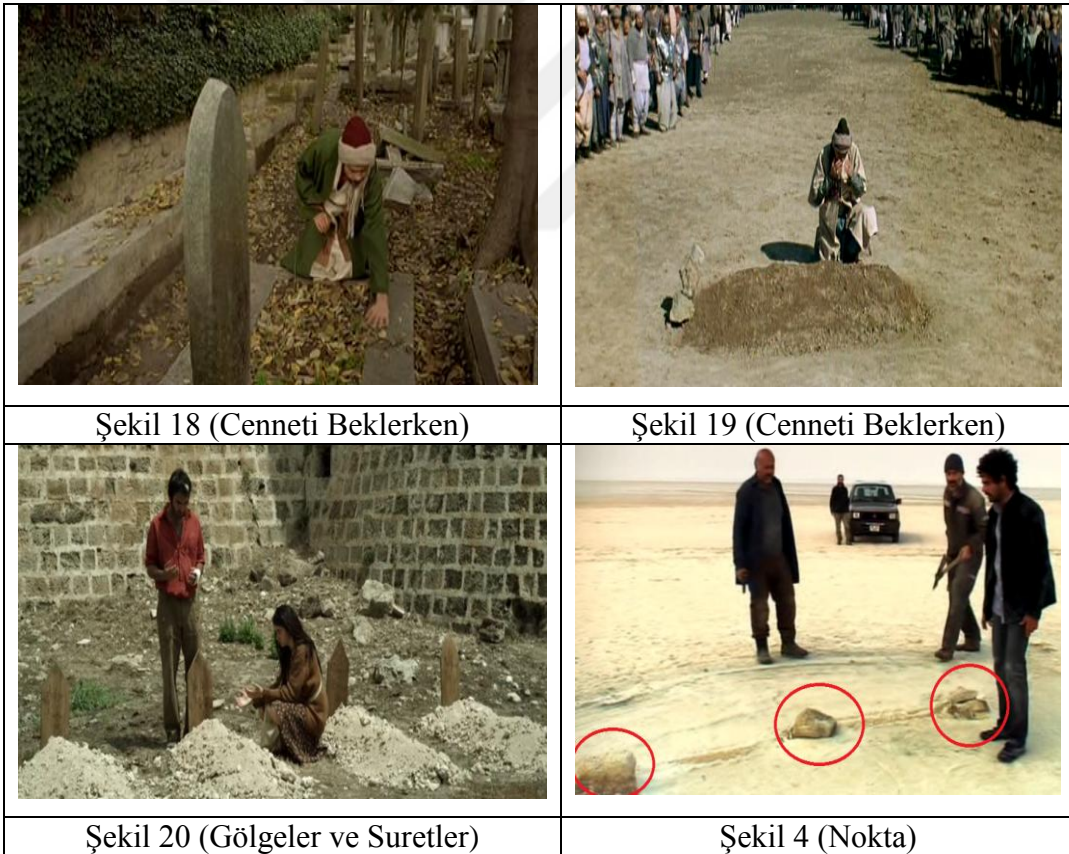 Şekil 18 (Cenneti Beklerken)
Şekil 19 (Cenneti Beklerken)
Şekil 20 (Gölgeler ve Suretler)
Şekil 4 (Nokta)